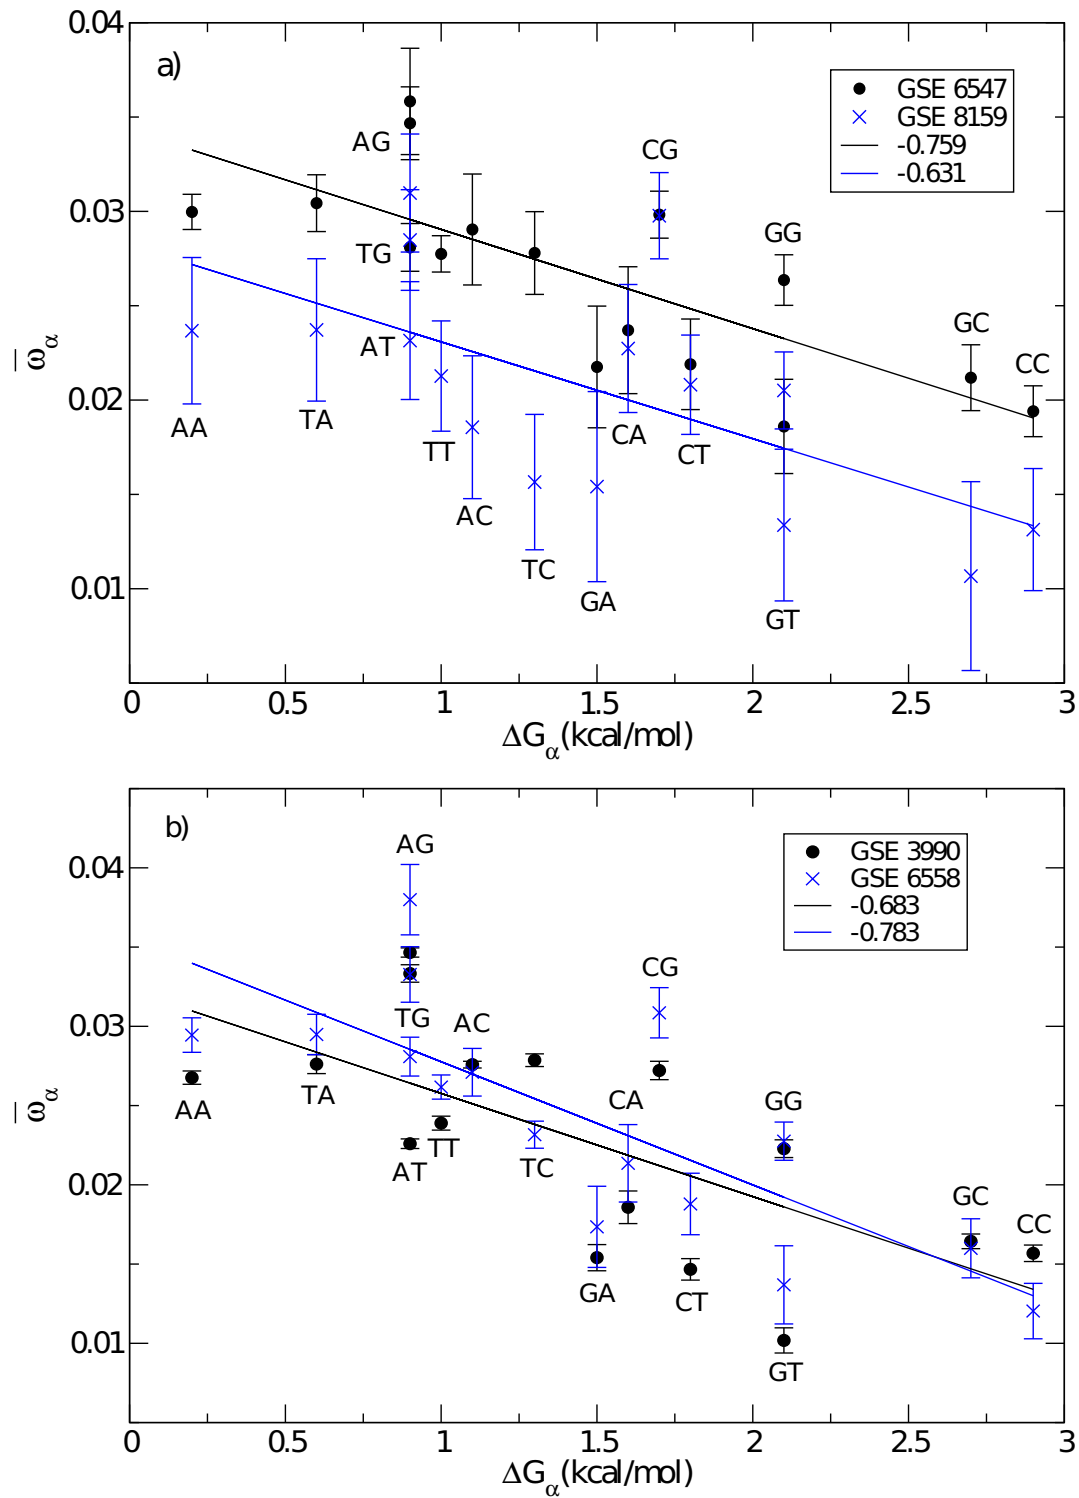 0.04
a)
GSE 6547
GSE 8159
-0.759
-0.631
AG
CG
0.03
TG
GG
AT
GC
CC
ω̅α
0.02
AA
TA
TT
CA
CT
AC
TC
GA
GT
0.01
0 0.5 1 1.5 2 2.5 3
ΔGα(kcal/mol)
b)
AG
GSE 3990
GSE 6558
-0.683
-0.783
0.04
CG
0.03
TG
AC
AA
TA
CA
GG
ω̅α
TT
AT
TC
0.02
GC
CC
GA
CT
0.01
GT
0 0.5 1 1.5 2 2.5 3
ΔGα(kcal/mol)